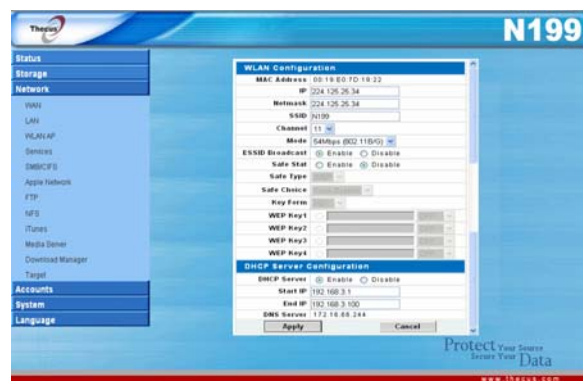 Thecus
N199
Status
Storage
Network
WAN
LAN
WLAN AP
Services
SMB/CIFS
Apple Network
FTP
NFS
iTunes
Media Server
Download Manager
Target
Accounts
System
Language
WLAN Configuration
MAC Address 00:19:E0:7D:19:22
IP 224.125.25.34
Netmask 224.125.25.34
SSID N199
Channel 11
Mode 54Mbps (802.11B/G)
ESSID Broadcast Enable Disable
Safe Stat Enable Disable
Safe Type
Safe Choice
Key Form
WEP Key1
WEP Key2
WEP Key3
WEP Key4
DHCP Server Configuration
DHCP Server Enable Disable
Start IP 192.168.3.1
End IP 192.168.3.100
DNS Server 172.16.66.244
Apply Cancel
Protect Your Source
Secure Your Data
www.thecus.com